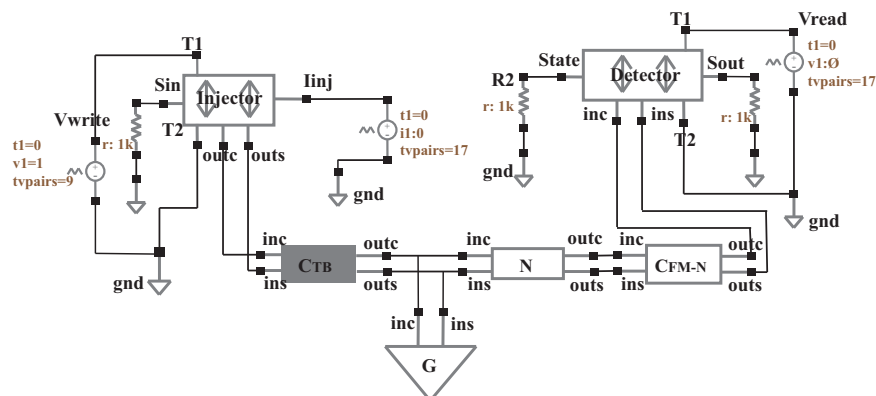 T1
Sin
Injector
Iinj
t1=0
i1:0
tvpairs=17
Vwrite
r: 1k
T2
outc
outs
t1=0
v1=1
tvpairs=9
gnd
gnd
T1
Vread
t1=0
v1:Ø
tvpairs=17
State
Detector
Sout
R2
inc
ins
r: 1k
r: 1k
T2
gnd
gnd
inc
CTB
outc
ins
outs
inc
N
outc
ins
outs
inc
CFM-N
outc
ins
outs
inc
ins
G